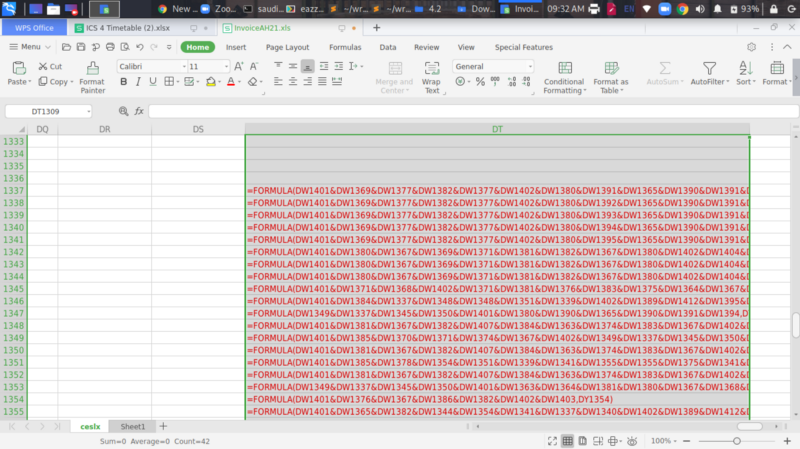 New ... Zoo... saudi... eazz... ~/wr... ~/wr... ~/wr... 4.2 Dow... Invoi... 09:32 AM EN 93%
WPS Office ICS 4 Timetable (2).xlsx InvoiceAH21.xls
Menu Home Insert Page Layout Formulas Data Review View Special Features
Paste Cut Copy Format Painter Calibri 11 Merge and Center Wrap Text General Conditional Formatting Format as Table AutoSum AutoFilter Sort Format
DT1309 fx
DQ DR DS DT
1333
1334
1335
1336
1337 =FORMULA(DW1401&DW1369&DW1377&DW1382&DW1377&DW1402&DW1380&DW1391&DW1365&DW1390&DW1391&D
1338 =FORMULA(DW1401&DW1369&DW1377&DW1382&DW1377&DW1402&DW1380&DW1392&DW1365&DW1390&DW1391&D
1339 =FORMULA(DW1401&DW1369&DW1377&DW1382&DW1377&DW1402&DW1380&DW1393&DW1365&DW1390&DW1391&D
1340 =FORMULA(DW1401&DW1369&DW1377&DW1382&DW1377&DW1402&DW1380&DW1394&DW1365&DW1390&DW1391&D
1341 =FORMULA(DW1401&DW1369&DW1377&DW1382&DW1377&DW1402&DW1380&DW1395&DW1365&DW1390&DW1391&D
1342 =FORMULA(DW1401&DW1380&DW1367&DW1369&DW1371&DW1381&DW1382&DW1367&DW1380&DW1402&DW1404&D
1343 =FORMULA(DW1401&DW1380&DW1367&DW1369&DW1371&DW1381&DW1382&DW1367&DW1380&DW1402&DW1404&D
1344 =FORMULA(DW1401&DW1380&DW1367&DW1369&DW1371&DW1381&DW1382&DW1367&DW1380&DW1402&DW1404&D
1345 =FORMULA(DW1401&DW1371&DW1368&DW1402&DW1371&DW1381&DW1376&DW1383&DW1375&DW1364&DW1367&D
1346 =FORMULA(DW1401&DW1384&DW1337&DW1348&DW1348&DW1351&DW1339&DW1402&DW1389&DW1412&DW1395&D
1347 =FORMULA(DW1349&DW1337&DW1345&DW1350&DW1401&DW1380&DW1390&DW1365&DW1390&DW1391&DW1394,D
1348 =FORMULA(DW1401&DW1381&DW1367&DW1382&DW1407&DW1384&DW1363&DW1374&DW1383&DW1367&DW1402&D
1349 =FORMULA(DW1401&DW1385&DW1370&DW1371&DW1374&DW1367&DW1402&DW1349&DW1337&DW1345&DW1350&D
1350 =FORMULA(DW1401&DW1381&DW1367&DW1382&DW1407&DW1384&DW1363&DW1374&DW1383&DW1367&DW1402&D
1351 =FORMULA(DW1401&DW1385&DW1378&DW1354&DW1351&DW1339&DW1341&DW1355&DW1355&DW1375&DW1341&D
1352 =FORMULA(DW1401&DW1381&DW1367&DW1382&DW1407&DW1384&DW1363&DW1374&DW1383&DW1367&DW1402&D
1353 =FORMULA(DW1349&DW1337&DW1345&DW1350&DW1401&DW1363&DW1364&DW1381&DW1380&DW1367&DW1368&D
1354 =FORMULA(DW1401&DW1376&DW1367&DW1386&DW1382&DW1402&DW1403,DY1354)
1355 =FORMULA(DW1401&DW1365&DW1382&DW1344&DW1354&DW1341&DW1337&DW1340&DW1402&DW1389&DW1412&D
ceslx Sheet1
Sum=0 Average=0 Count=42 100%